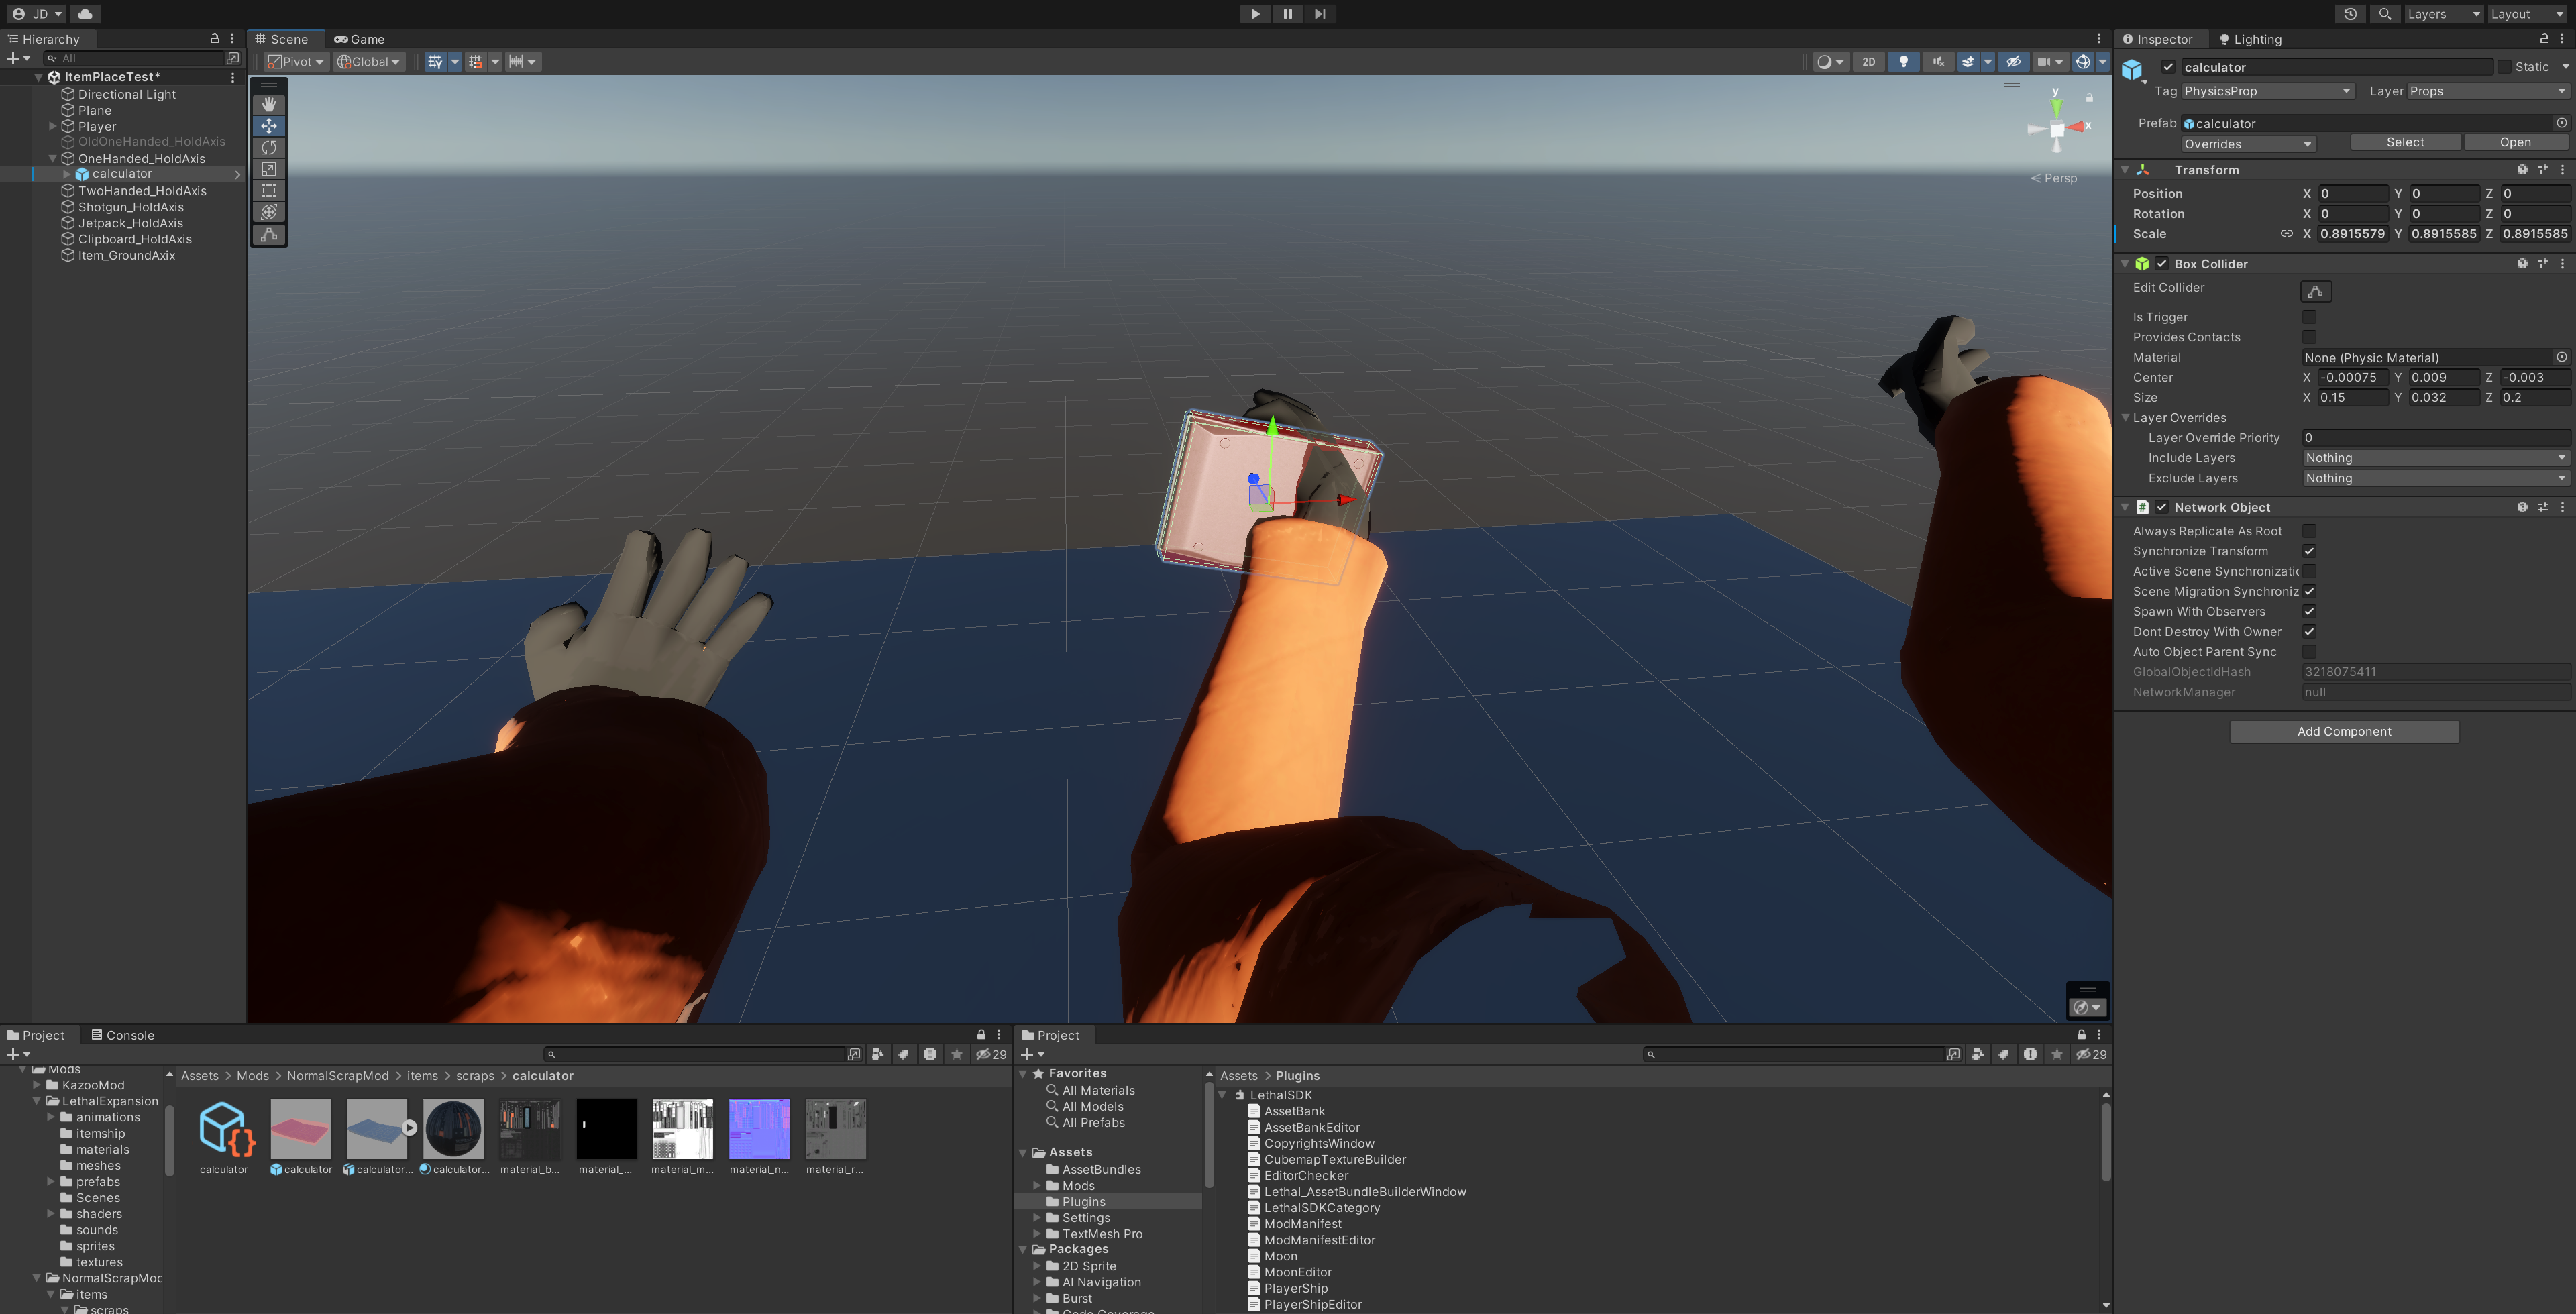 JD
Layers
Layout
Hierarchy
All
ItemPlaceTest*
Directional Light
Plane
Player
OldOneHanded_HoldAxis
OneHanded_HoldAxis
calculator
TwoHanded_HoldAxis
Shotgun_HoldAxis
Jetpack_HoldAxis
Clipboard_HoldAxis
Item_GroundAxix
Scene Game
Pivot Global 2D
y
x
Persp
Inspector Lighting
calculator Static
Tag PhysicsProp Layer Props
Prefab calculator
Overrides Select Open
Transform
Position X 0 Y 0 Z 0
Rotation X 0 Y 0 Z 0
Scale X 0.8915579 Y 0.8915585 Z 0.8915585
Box Collider
Edit Collider
Is Trigger
Provides Contacts
Material None (Physic Material)
Center X -0.00075 Y 0.009 Z -0.003
Size X 0.15 Y 0.032 Z 0.2
Layer Overrides
Layer Override Priority 0
Include Layers Nothing
Exclude Layers Nothing
# Network Object
Always Replicate As Root
Synchronize Transform
Active Scene Synchronizatic
Scene Migration Synchroniz
Spawn With Observers
Dont Destroy With Owner
Auto Object Parent Sync
GlobalObjectIdHash 3218075411
NetworkManager null
Add Component
Project Console
29
Mods
KazooMod
LethalExpansion
animations
itemship
materials
meshes
prefabs
Scenes
shaders
sounds
sprites
textures
NormalScrapMod
items
scraps
Assets > Mods > NormalScrapMod > items > scraps > calculator
calculator
calculator
calculator...
calculator...
material_b...
material_...
material_m...
material_n...
material_r...
Project
29
Favorites
All Materials
All Models
All Prefabs
Assets
AssetBundles
Mods
Plugins
Settings
TextMesh Pro
Packages
2D Sprite
AI Navigation
Burst
Code Coverage
Assets > Plugins
LethalSDK
AssetBank
AssetBankEditor
CopyrightsWindow
CubemapTextureBuilder
EditorChecker
Lethal_AssetBundleBuilderWindow
LethalSDKCategory
ModManifest
ModManifestEditor
Moon
MoonEditor
PlayerShip
PlayerShipEditor